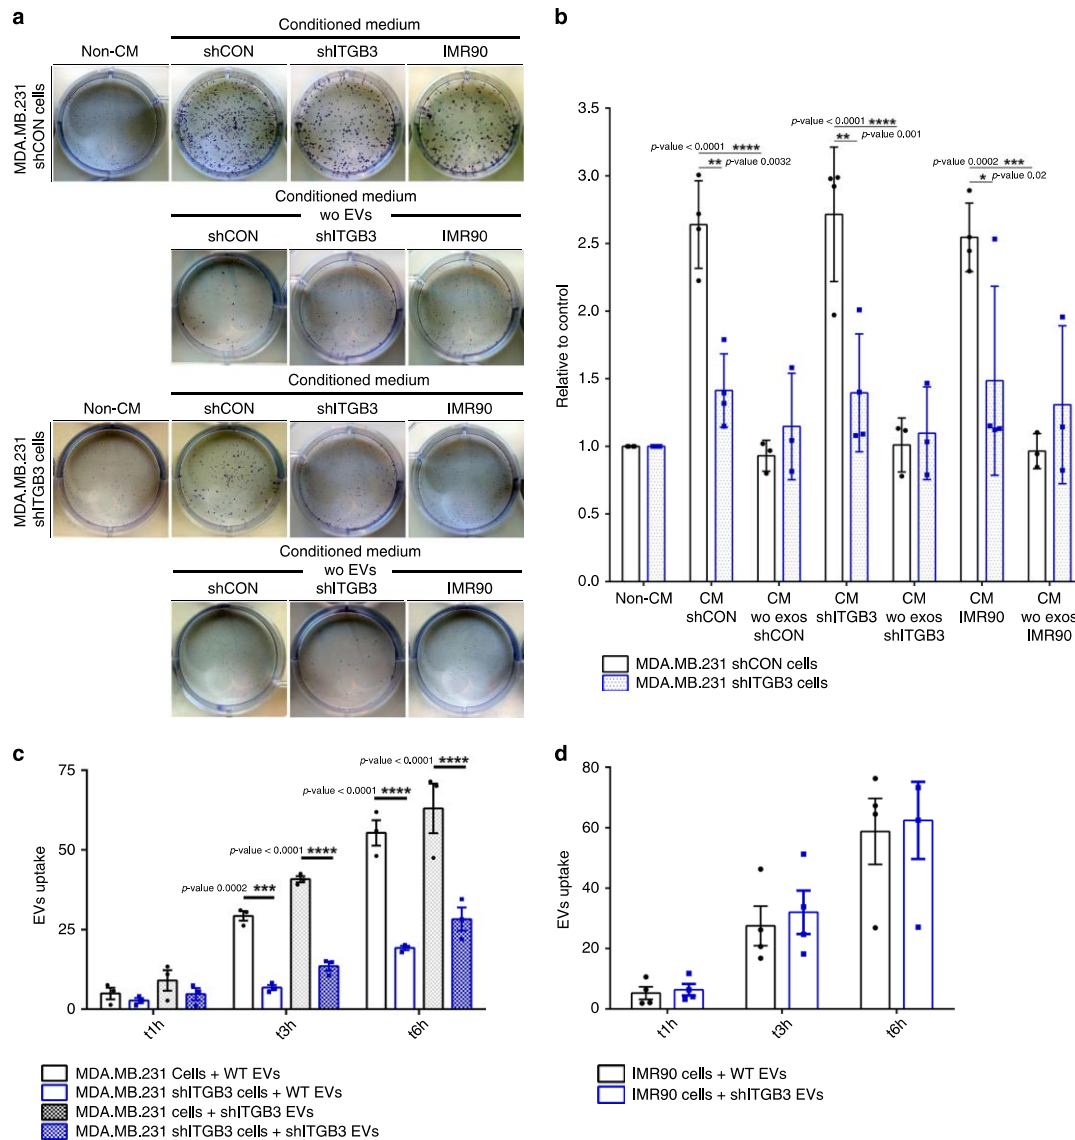 a
Conditioned medium
Non-CM
shCON
shITGB3
IMR90
MDA.MB.231
shCON cells
Conditioned medium
wo EVs
shCON
shITGB3
IMR90
Conditioned medium
Non-CM
shCON
shITGB3
IMR90
MDA.MB.231
shITGB3 cells
Conditioned medium
wo EVs
shCON
shITGB3
IMR90
b
Relative to control
3.5
3.0
2.5
2.0
1.5
1.0
0.5
0.0
p-value < 0.0001 ****
** p-value 0.0032
p-value < 0.0001 ****
** p-value 0.001
p-value 0.0002 ***
* p-value 0.02
Non-CM
CM
shCON
CM
wo exos
shCON
CM
shITGB3
CM
wo exos
shITGB3
CM
IMR90
CM
wo exos
IMR90
MDA.MB.231 shCON cells
MDA.MB.231 shITGB3 cells
c
EVs uptake
75
50
25
0
p-value 0.0002 ***
p-value < 0.0001 ****
p-value < 0.0001 ****
p-value < 0.0001 ****
t1h
t3h
t6h
MDA.MB.231 Cells + WT EVs
MDA.MB.231 shITGB3 cells + WT EVs
MDA.MB.231 cells + shITGB3 EVs
MDA.MB.231 shITGB3 cells + shITGB3 EVs
d
EVs uptake
80
60
40
20
0
t1h
t3h
t6h
IMR90 cells + WT EVs
IMR90 cells + shITGB3 EVs